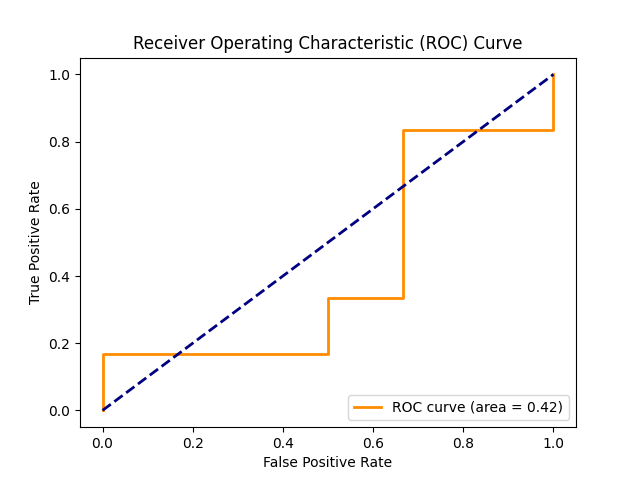 Receiver Operating Characteristic (ROC) Curve
1.0
0.8
0.6
0.4
0.2
0.0
True Positive Rate
ROC curve (area = 0.42)
0.0 0.2 0.4 0.6 0.8 1.0
False Positive Rate